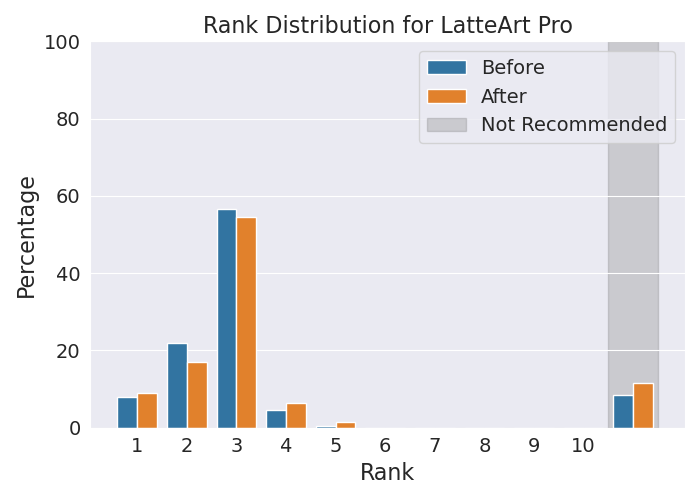 Rank Distribution for LatteArt Pro
100
80
60
40
20
0
Percentage
Before
After
Not Recommended
1 2 3 4 5 6 7 8 9 10
Rank